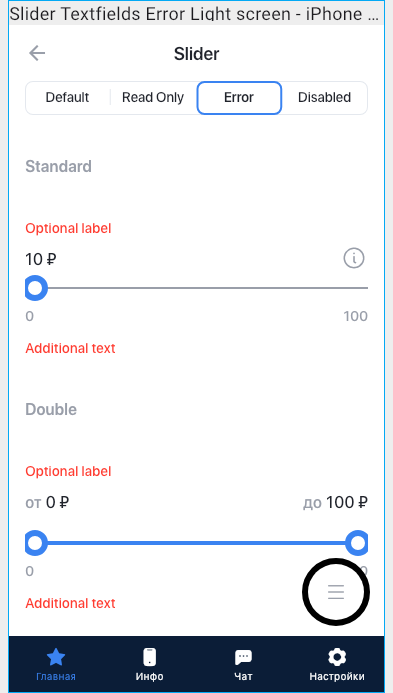 Slider Textfields Error Light screen - iPhone ...
Slider
Default Read Only Error Disabled
Standard
Optional label
10 ₽
0 100
Additional text
Double
Optional label
от 0 ₽ до 100 ₽
0 0
Additional text
Главная Инфо Чат Настройки